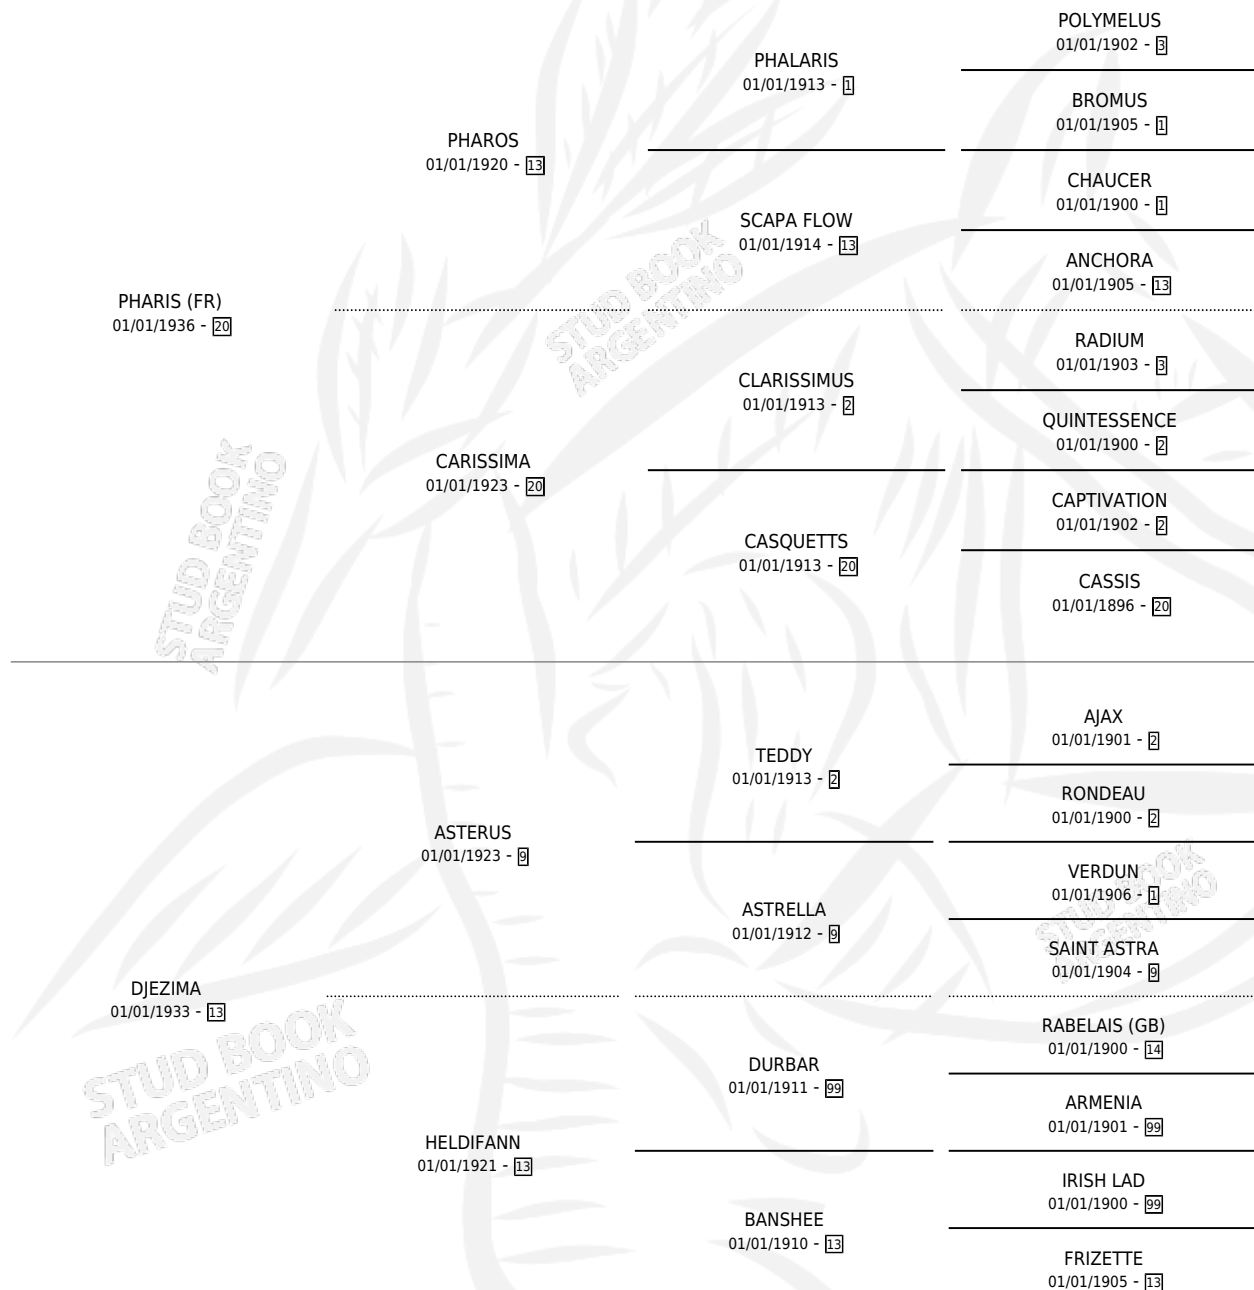 POLYMELUS
01/01/1902 - 3
PHALARIS
01/01/1913 - 1
BROMUS
01/01/1905 - 1
PHAROS
01/01/1920 - 13
CHAUCER
01/01/1900 - 1
SCAPA FLOW
01/01/1914 - 13
ANCHORA
01/01/1905 - 13
STUD BOOK
ARGENTINO
PHARIS (FR)
01/01/1936 - 20
RADIUM
01/01/1903 - 3
CLARISSIMUS
01/01/1913 - 2
QUINTESSENCE
01/01/1900 - 2
CARISSIMA
01/01/1923 - 20
CAPTIVATION
01/01/1902 - 2
CASQUETTS
01/01/1913 - 20
CASSIS
01/01/1896 - 20
STUD BOOK
ARGENTINO
AJAX
01/01/1901 - 2
TEDDY
01/01/1913 - 2
RONDEAU
01/01/1900 - 2
ASTERUS
01/01/1923 - 9
VERDUN
01/01/1906 - 1
ASTRELLA
01/01/1912 - 9
SAINT ASTRA
01/01/1904 - 9
STUD BOOK
ARGENTINO
DJEZIMA
01/01/1933 - 13
RABELAIS (GB)
01/01/1900 - 14
DURBAR
01/01/1911 - 99
ARMENIA
01/01/1901 - 99
STUD BOOK
ARGENTINO
HELDIFANN
01/01/1921 - 13
IRISH LAD
01/01/1900 - 99
BANSHEE
01/01/1910 - 13
FRIZETTE
01/01/1905 - 13